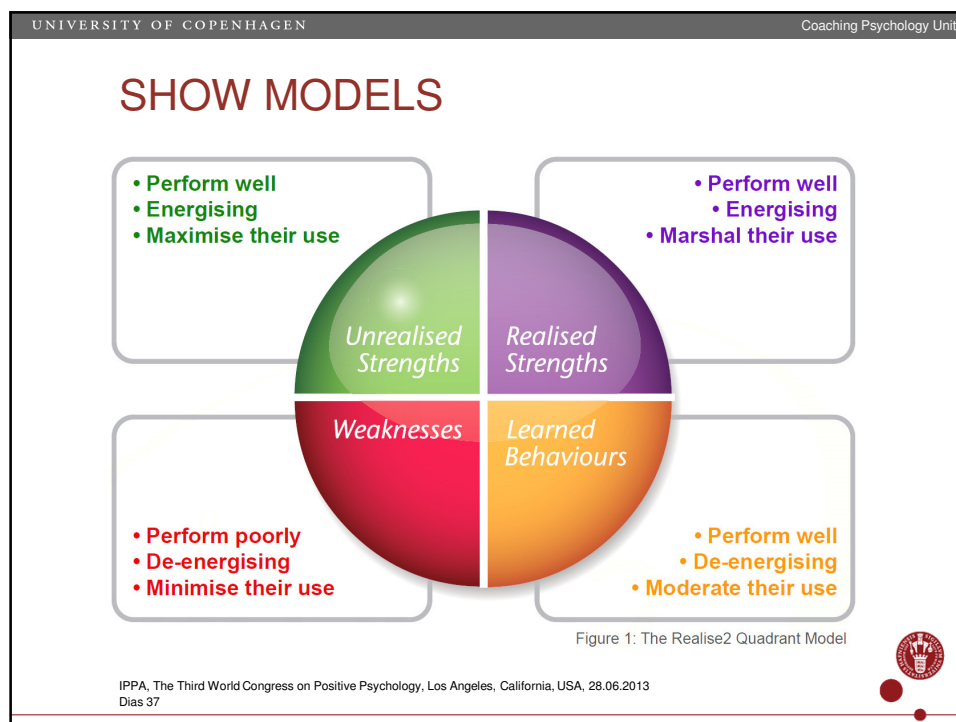 UNIVERSITY OF COPENHAGEN
Coaching Psychology Unit
SHOW MODELS
• Perform well
• Energising
• Maximise their use
• Perform well
• Energising
• Marshal their use
Unrealised
Strengths
Realised
Strengths
Weaknesses
Learned
Behaviours
• Perform poorly
• De-energising
• Minimise their use
• Perform well
• De-energising
• Moderate their use
Figure 1: The Realise2 Quadrant Model
IPPA, The Third World Congress on Positive Psychology, Los Angeles, California, USA, 28.06.2013
Dias 37